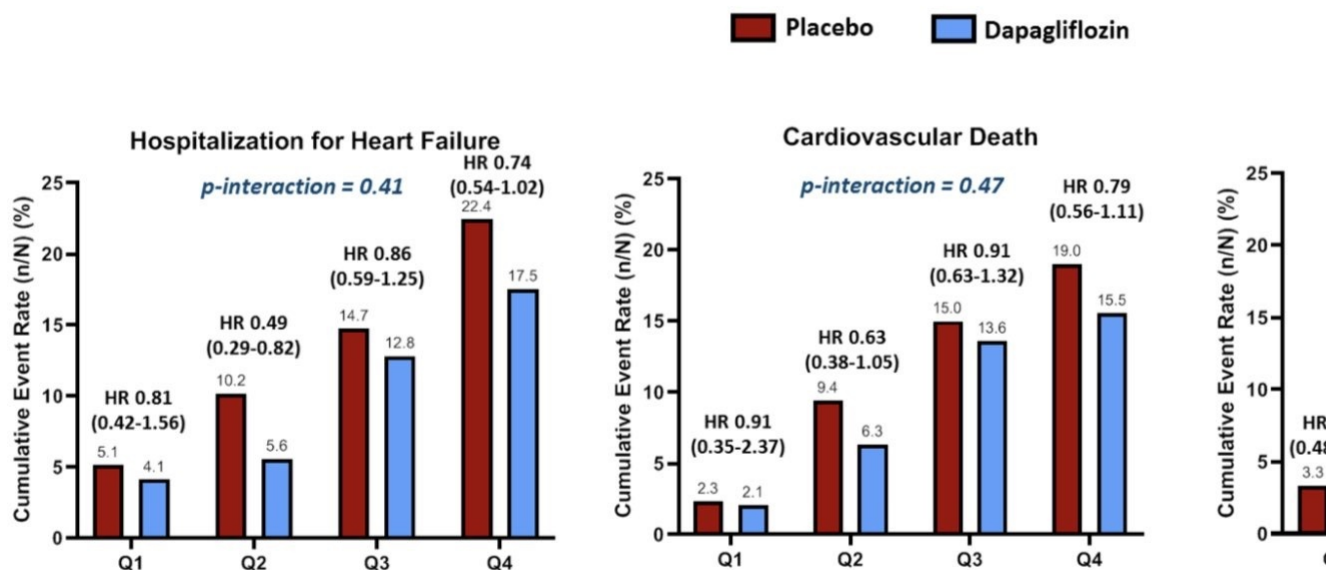 Placebo Dapagliflozin
Hospitalization for Heart Failure
p-interaction = 0.41
Cumulative Event Rate (n/N) (%)
25
20
15
10
5
0
HR 0.81
(0.42-1.56)
5.1
4.1
HR 0.49
(0.29-0.82)
10.2
5.6
HR 0.86
(0.59-1.25)
14.7
12.8
HR 0.74
(0.54-1.02)
22.4
17.5
Q1 Q2 Q3 Q4
Cardiovascular Death
p-interaction = 0.47
Cumulative Event Rate (n/N) (%)
25
20
15
10
5
0
HR 0.91
(0.35-2.37)
2.3
2.1
HR 0.63
(0.38-1.05)
9.4
6.3
HR 0.91
(0.63-1.32)
15.0
13.6
HR 0.79
(0.56-1.11)
19.0
15.5
Q1 Q2 Q3 Q4
Cumulative Event Rate (n/N) (%)
25
20
15
10
5
0
HR
(0.48
3.3